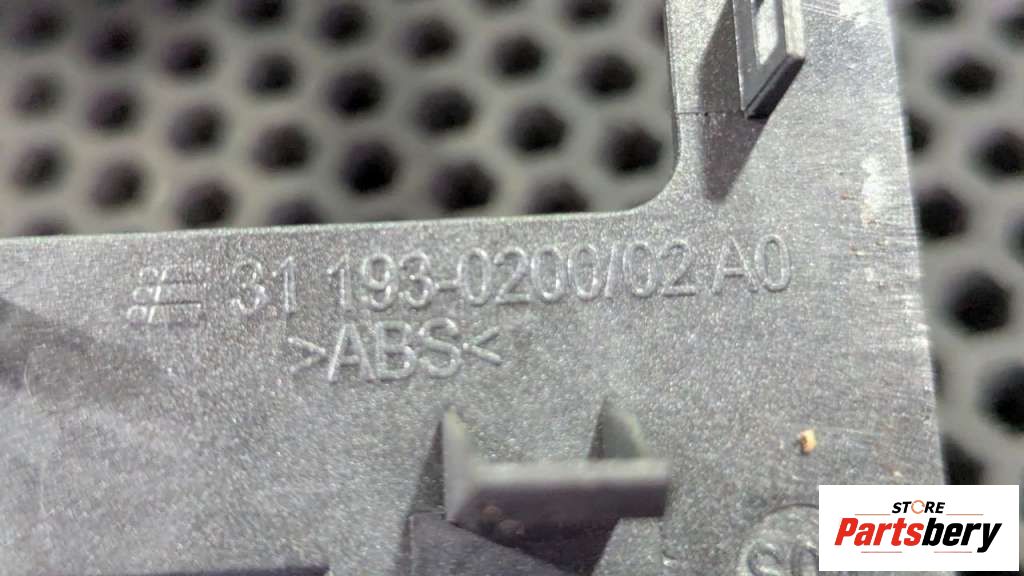 31 193-0200/02 A0
>ABS<
STORE
Partsbery